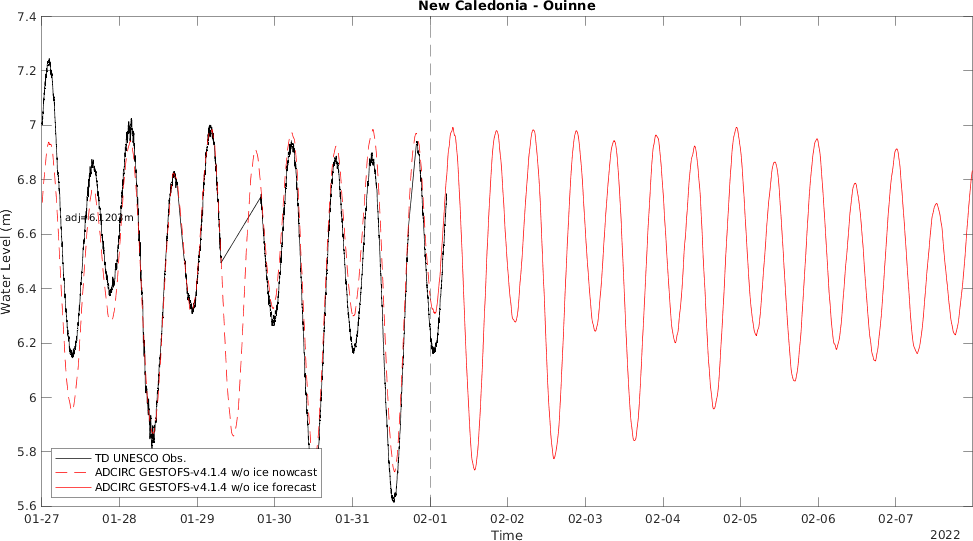 New Caledonia - Ouinne
7.4
7.2
7
6.8
6.6
6.4
6.2
6
5.8
5.6
Water Level (m)
adj=6.1202m
TD UNESCO Obs.
ADCIRC GESTOFS-v4.1.4 w/o ice nowcast
ADCIRC GESTOFS-v4.1.4 w/o ice forecast
01-27 01-28 01-29 01-30 01-31 02-01 02-02 02-03 02-04 02-05 02-06 02-07
Time
2022